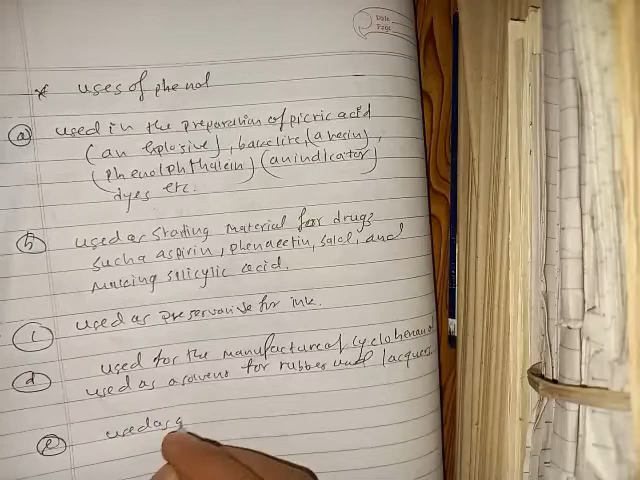 Date
Page
* uses of phenol
(a) used in the preparation of picric acid
(an explosive), bakelite, (a resin),
(phenolphthalein) (an indicator)
dyes etc.
(b) used as starting material for drugs
such a aspirin, phenacetin, salol, and
making silicylic acid.
(c) used as preservative for ink.
(d) used for the manufacture of cyclohexanol
used as a solvent for rubber and lacquers.
(e) used as a